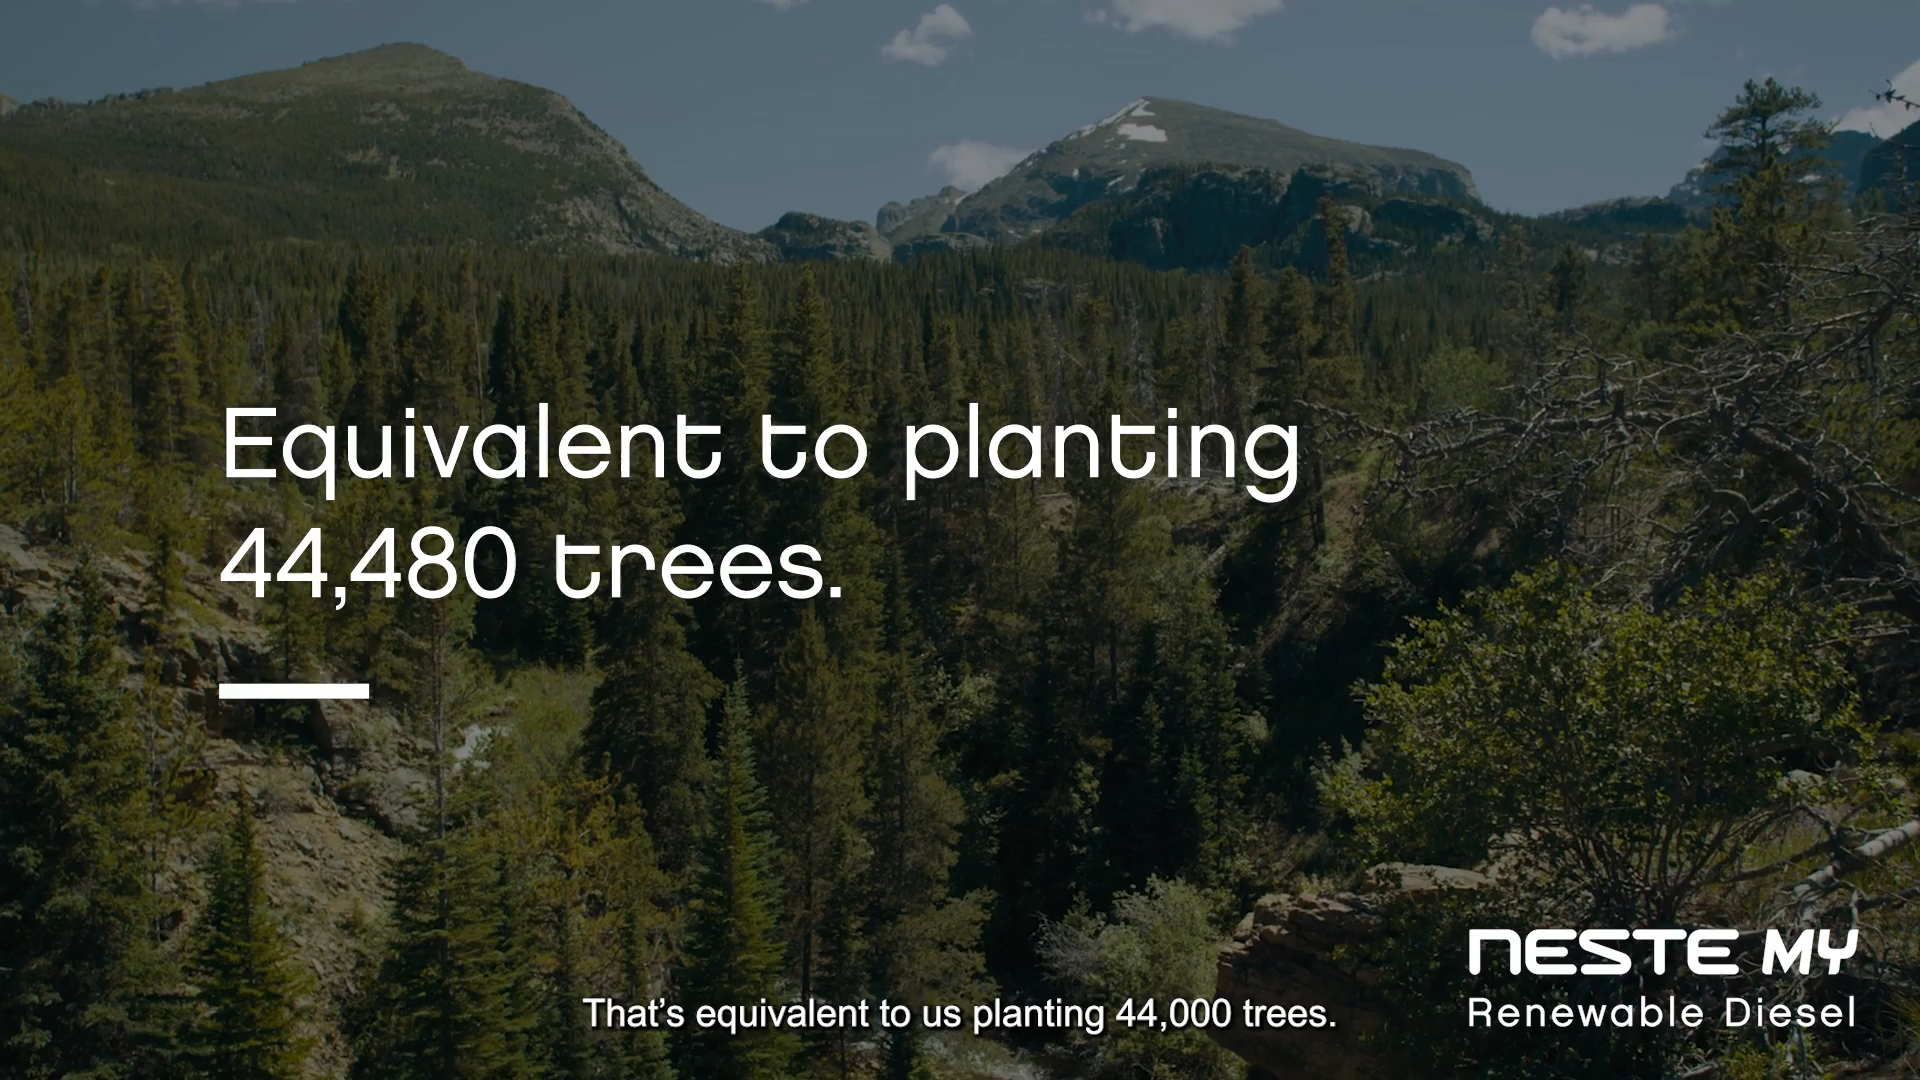 Equivalent to planting
44,480 trees.
That's equivalent to us planting 44,000 trees.
NESTE MY
Renewable Diesel